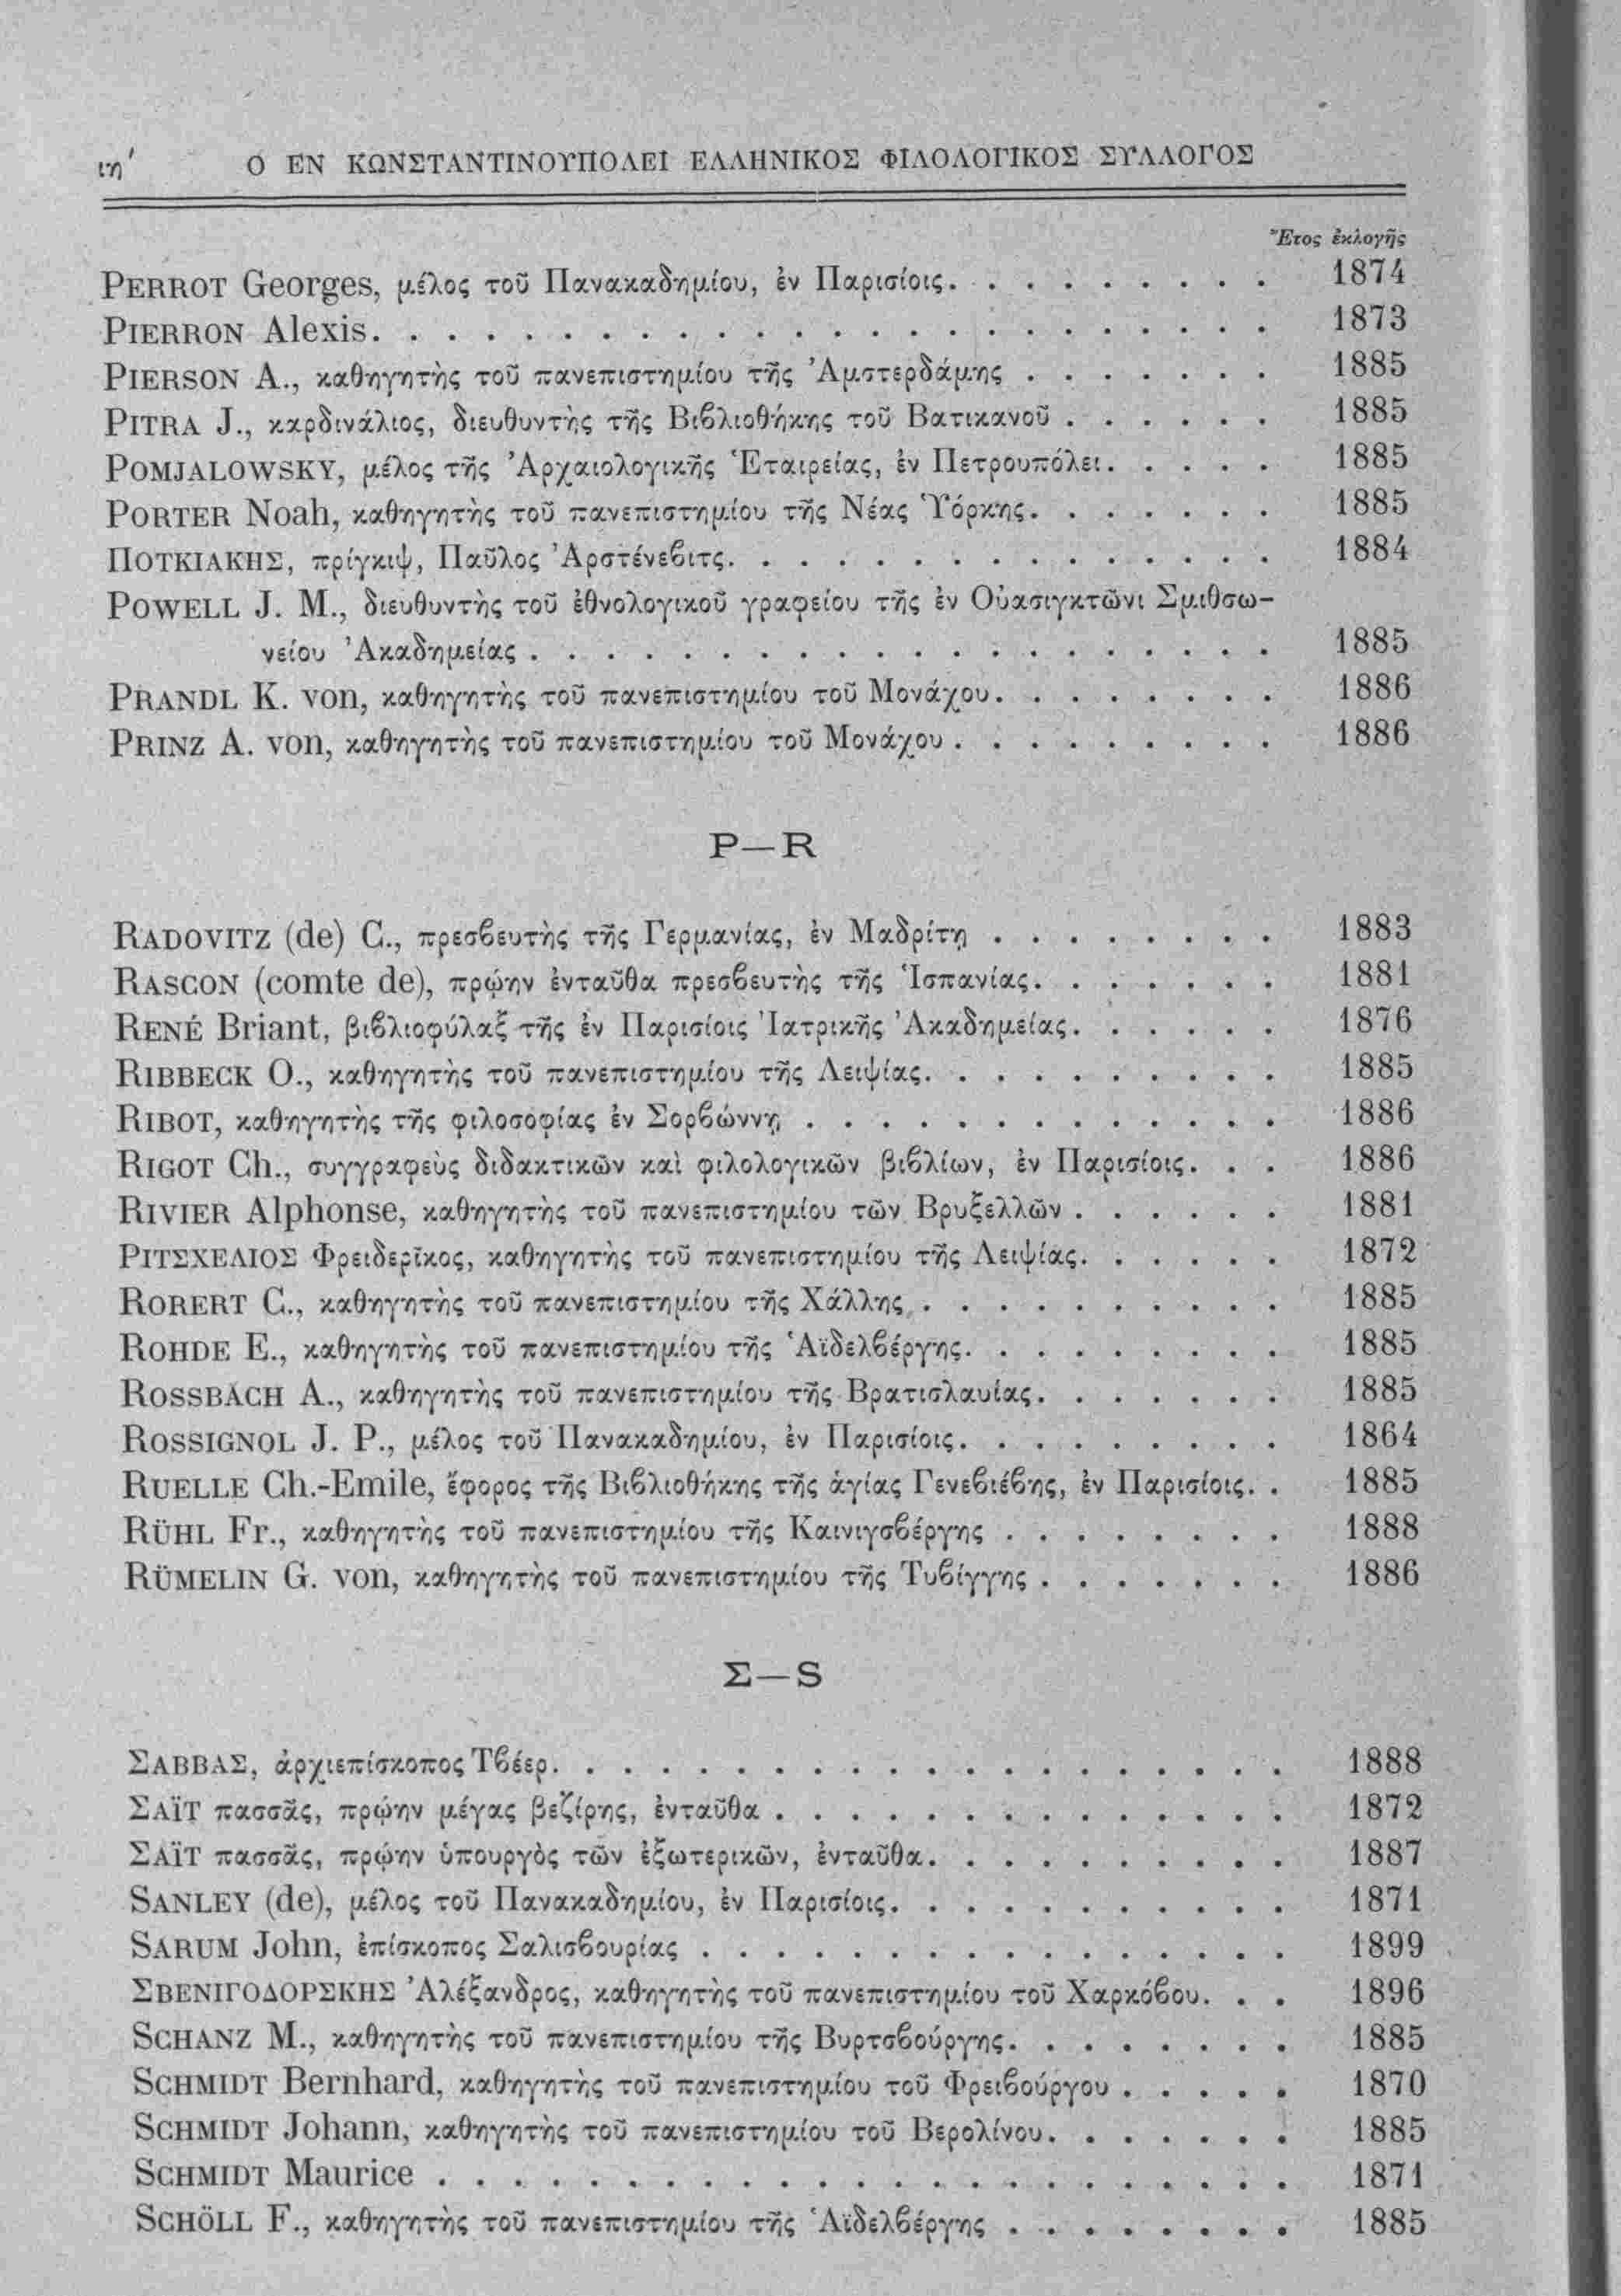 ιη΄ Ο ΕΝ ΚΩΝΣΤΑΝΤΙΝΟΥΠΟΛΕΙ ΕΛΛΗΝΙΚΟΣ ΦΙΛΟΛΟΓΙΚΟΣ ΣΥΛΛΟΓΟΣ
Ἔτος ἐκλογῆς
PERROT Georges, μέλος τοῦ Πανακαδημίου, ἐν Παρισίοις. . . . . . . . . 1874
PIERRON Alexis. . . . . . . . . . . . . . . . . . . . . . . . 1873
PIERSON A., καθηγητὴς τοῦ πανεπιστημίου τῆς Ἀμστερδάμης . . . . . . . 1885
PITRA J., καρδινάλιος, διευθυντὴς τῆς Βιϐλιοθήκης τοῦ Βατικανοῦ . . . . . . 1885
POMJALOWSKY, μέλος τῆς Ἀρχαιολογικῆς Ἑταιρείας, ἐν Πετρουπόλει. . . . . 1885
PORTER Noah, καθηγητὴς τοῦ πανεπιστημίου τῆς Νέας Ὑόρκης. . . . . . . 1885
ΠΟΤΚΙΑΚΗΣ, πρίγκιψ, Παῦλος Ἀρστένεϐιτς. . . . . . . . . . . . . . . 1884
POWELL J. M., διευθυντὴς τοῦ ἐθνολογικοῦ γραφείου τῆς ἐν Οὐασιγκτῶνι Σμιθσω-
νείου Ἀκαδημείας . . . . . . . . . . . . . . . . . . . . 1885
PRANDL K. von, καθηγητὴς τοῦ πανεπιστημίου τοῦ Μονάχου. . . . . . . . 1886
PRINZ A. von, καθηγητὴς τοῦ πανεπιστημίου τοῦ Μονάχου . . . . . . . . . 1886
Ρ—R
RADOVITZ (de) C., πρεσϐευτὴς τῆς Γερμανίας, ἐν Μαδρίτῃ . . . . . . . . 1883
RASCON (comte de), πρῴην ἐνταῦθα πρεσϐευτὴς τῆς Ἱσπανίας. . . . . . . 1881
RENÉ Briant, βιϐλιοφύλαξ τῆς ἐν Παρισίοις Ἰατρικῆς Ἀκαδημείας. . . . . . 1876
RIBBECK O., καθηγητὴς τοῦ πανεπιστημίου τῆς Λειψίας. . . . . . . . . . 1885
RIBOT, καθηγητὴς τῆς φιλοσοφίας ἐν Σορϐώννῃ . . . . . . . . . . . . . 1886
RIGOT Ch., συγγραφεὺς διδακτικῶν καὶ φιλολογικῶν βιϐλίων, ἐν Παρισίοις. . . 1886
RIVIER Alphonse, καθηγητὴς τοῦ πανεπιστημίου τῶν Βρυξελλῶν . . . . . . 1881
ΡΙΤΣΧΕΛΙΟΣ Φρειδερῖκος, καθηγητὴς τοῦ πανεπιστημίου τῆς Λειψίας. . . . . . 1872
RORERT C., καθηγητὴς τοῦ πανεπιστημίου τῆς Χάλλης. . . . . . . . . . 1885
ROHDE E., καθηγητὴς τοῦ πανεπιστημίου τῆς Ἁϊδελϐέργης. . . . . . . . . 1885
ROSSBACH A., καθηγητὴς τοῦ πανεπιστημίου τῆς Βρατισλαυίας. . . . . . . 1885
ROSSIGNOL J. P., μέλος τοῦ Πανακαδημίου, ἐν Παρισίοις. . . . . . . . . 1864
RUELLE Ch.-Emile, ἔφορος τῆς Βιϐλιοθήκης τῆς ἁγίας Γενεϐιέϐης, ἐν Παρισίοις. . 1885
RÜHL Fr., καθηγητὴς τοῦ πανεπιστημίου τῆς Καινιγσϐέργης . . . . . . . . 1888
RÜMELIN G. von, καθηγητὴς τοῦ πανεπιστημίου τῆς Τυϐίγγης . . . . . . . 1886
Σ—S
ΣΑΒΒΑΣ, ἀρχιεπίσκοπος Τϐέερ. . . . . . . . . . . . . . . . . . . . 1888
ΣΑΪΤ πασσᾶς, πρῴην μέγας βεζίρης, ἐνταῦθα . . . . . . . . . . . . . . 1872
ΣΑΪΤ πασσᾶς, πρῴην ὑπουργὸς τῶν ἐξωτερικῶν, ἐνταῦθα. . . . . . . . . . 1887
SANLEY (de), μέλος τοῦ Πανακαδημίου, ἐν Παρισίοις. . . . . . . . . . . 1871
SARUM John, ἐπίσκοπος Σαλισϐουρίας . . . . . . . . . . . . . . . . 1899
ΣΒΕΝΙΓΟΔΟΡΣΚΗΣ Ἀλέξανδρος, καθηγητὴς τοῦ πανεπιστημίου τοῦ Χαρκόϐου. . . 1896
SCHANZ M., καθηγητὴς τοῦ πανεπιστημίου τῆς Βυρτσϐούργης. . . . . . . . 1885
SCHMIDT Bernhard, καθηγητὴς τοῦ πανεπιστημίου τοῦ Φρειϐούργου . . . . . 1870
SCHMIDT Johann, καθηγητὴς τοῦ πανεπιστημίου τοῦ Βερολίνου. . . . . . . 1885
SCHMIDT Maurice . . . . . . . . . . . . . . . . . . . . . . . 1871
SCHÖLL F., καθηγητὴς τοῦ πανεπιστημίου τῆς Ἁϊδελϐέργης . . . . . . . . 1885